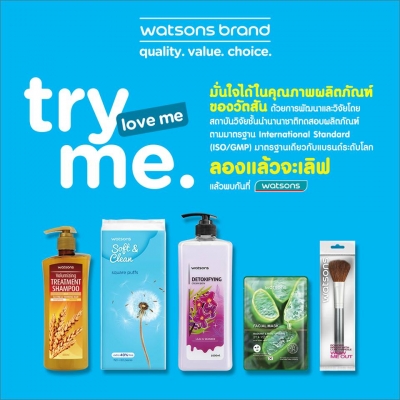 watsons brand
quality. value. choice.
try
love me
me.
มั่นใจได้ในคุณภาพผลิตภัณฑ์
ของวัตสัน ด้วยการพัฒนาและวิจัยโดย
สถาบันวิจัยชั้นนำนานาชาติทดสอบผลิตภัณฑ์
ตามมาตรฐาน International Standard
(ISO/GMP) มาตรฐานเดียวกับแบรนด์ระดับโลก
ลองแล้วจะเลิฟ
แล้วพบกันที่ watsons
watsons
Volumising
TREATMENT
SHAMPOO
watsons
Soft &
Clean
square puffs
40%
watsons
DETOXIFYING
watsons
FACIAL MASK
watsons
ME OUT